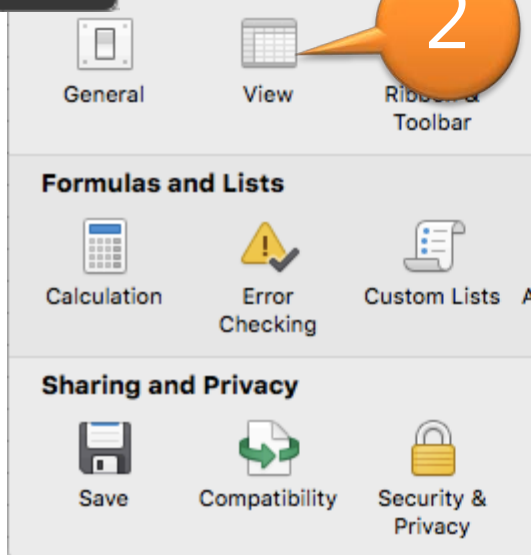 2
General View
Toolbar
Formulas and Lists
Calculation Error Custom Lists
Checking
Sharing and Privacy
Save Compatibility Security &
Privacy